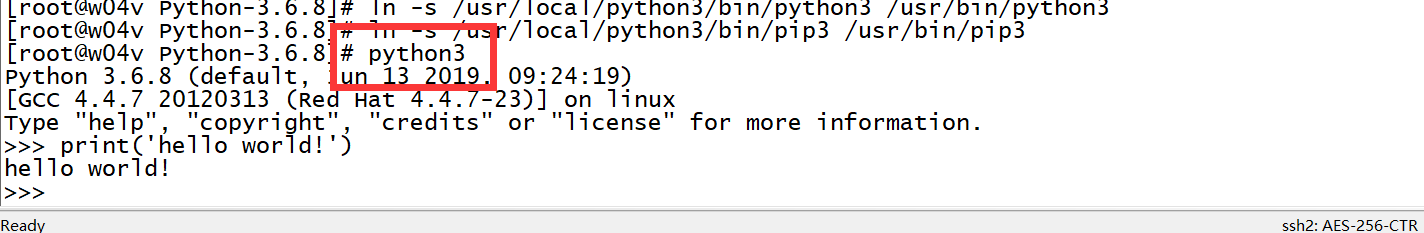 [root@w04v Python-3.6.8]# ln -s /usr/local/python3/bin/python3 /usr/bin/python3
[root@w04v Python-3.6.8]# ln -s /usr/local/python3/bin/pip3 /usr/bin/pip3
[root@w04v Python-3.6.8]# python3
Python 3.6.8 (default, Jun 13 2019, 09:24:19)
[GCC 4.4.7 20120313 (Red Hat 4.4.7-23)] on linux
Type "help", "copyright", "credits" or "license" for more information.
>>> print('hello world!')
hello world!
>>>
Ready
ssh2: AES-256-CTR